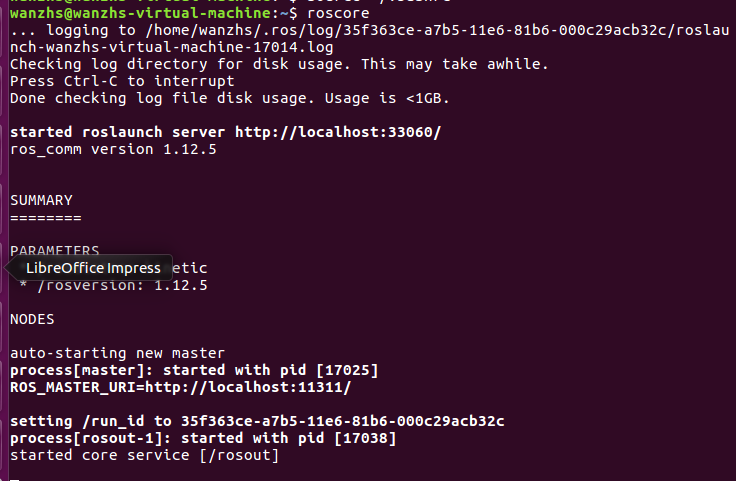 wanzhs@wanzhs-virtual-machine:~$ roscore
... logging to /home/wanzhs/.ros/log/35f363ce-a7b5-11e6-81b6-000c29acb32c/roslau
nch-wanzhs-virtual-machine-17014.log
Checking log directory for disk usage. This may take awhile.
Press Ctrl-C to interrupt
Done checking log file disk usage. Usage is <1GB.
started roslaunch server http://localhost:33060/
ros_comm version 1.12.5
SUMMARY
========
PARAMETERS
LibreOffice Impress
etic
* /rosversion: 1.12.5
NODES
auto-starting new master
process[master]: started with pid [17025]
ROS_MASTER_URI=http://localhost:11311/
setting /run_id to 35f363ce-a7b5-11e6-81b6-000c29acb32c
process[rosout-1]: started with pid [17038]
started core service [/rosout]